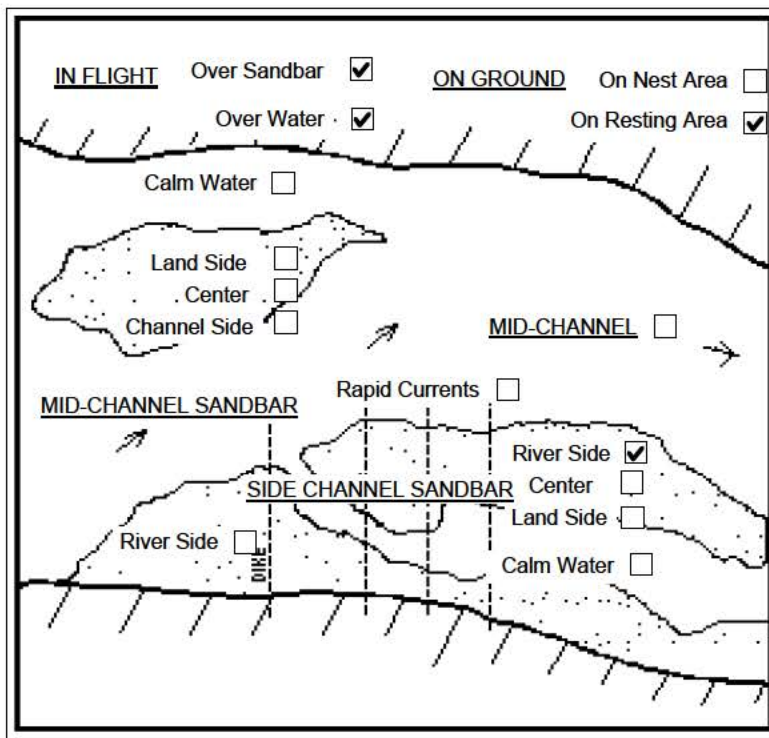 IN FLIGHT Over Sandbar ON GROUND On Nest Area
Over Water On Resting Area
Calm Water
Land Side
Center
Channel Side
MID-CHANNEL
Rapid Currents
MID-CHANNEL SANDBAR
River Side
SIDE CHANNEL SANDBAR Center
Land Side
River Side
DIKE
Calm Water